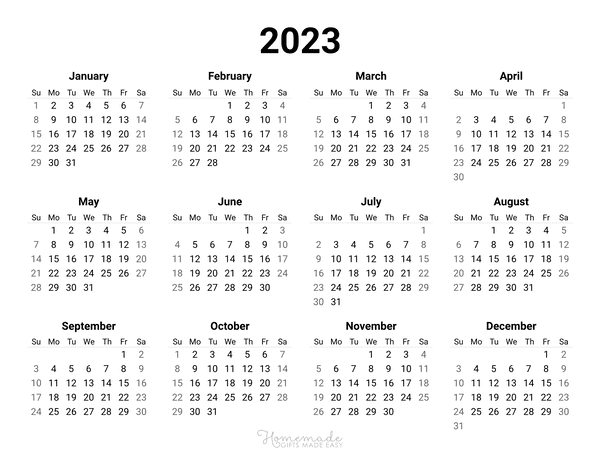 2023
January
Su Mo Tu We Th Fr Sa
1 2 3 4 5 6 7
8 9 10 11 12 13 14
15 16 17 18 19 20 21
22 23 24 25 26 27 28
29 30 31
February
Su Mo Tu We Th Fr Sa
1 2 3 4
5 6 7 8 9 10 11
12 13 14 15 16 17 18
19 20 21 22 23 24 25
26 27 28
March
Su Mo Tu We Th Fr Sa
1 2 3 4
5 6 7 8 9 10 11
12 13 14 15 16 17 18
19 20 21 22 23 24 25
26 27 28 29 30 31
April
Su Mo Tu We Th Fr Sa
1
2 3 4 5 6 7 8
9 10 11 12 13 14 15
16 17 18 19 20 21 22
23 24 25 26 27 28 29
30
May
Su Mo Tu We Th Fr Sa
1 2 3 4 5 6
7 8 9 10 11 12 13
14 15 16 17 18 19 20
21 22 23 24 25 26 27
28 29 30 31
June
Su Mo Tu We Th Fr Sa
1 2 3
4 5 6 7 8 9 10
11 12 13 14 15 16 17
18 19 20 21 22 23 24
25 26 27 28 29 30
July
Su Mo Tu We Th Fr Sa
1
2 3 4 5 6 7 8
9 10 11 12 13 14 15
16 17 18 19 20 21 22
23 24 25 26 27 28 29
30 31
August
Su Mo Tu We Th Fr Sa
1 2 3 4 5
6 7 8 9 10 11 12
13 14 15 16 17 18 19
20 21 22 23 24 25 26
27 28 29 30 31
September
Su Mo Tu We Th Fr Sa
1 2
3 4 5 6 7 8 9
10 11 12 13 14 15 16
17 18 19 20 21 22 23
24 25 26 27 28 29 30
October
Su Mo Tu We Th Fr Sa
1 2 3 4 5 6 7
8 9 10 11 12 13 14
15 16 17 18 19 20 21
22 23 24 25 26 27 28
29 30 31
November
Su Mo Tu We Th Fr Sa
1 2 3 4
5 6 7 8 9 10 11
12 13 14 15 16 17 18
19 20 21 22 23 24 25
26 27 28 29 30
December
Su Mo Tu We Th Fr Sa
1 2
3 4 5 6 7 8 9
10 11 12 13 14 15 16
17 18 19 20 21 22 23
24 25 26 27 28 29 30
31
Homemade
GIFTS MADE EASY